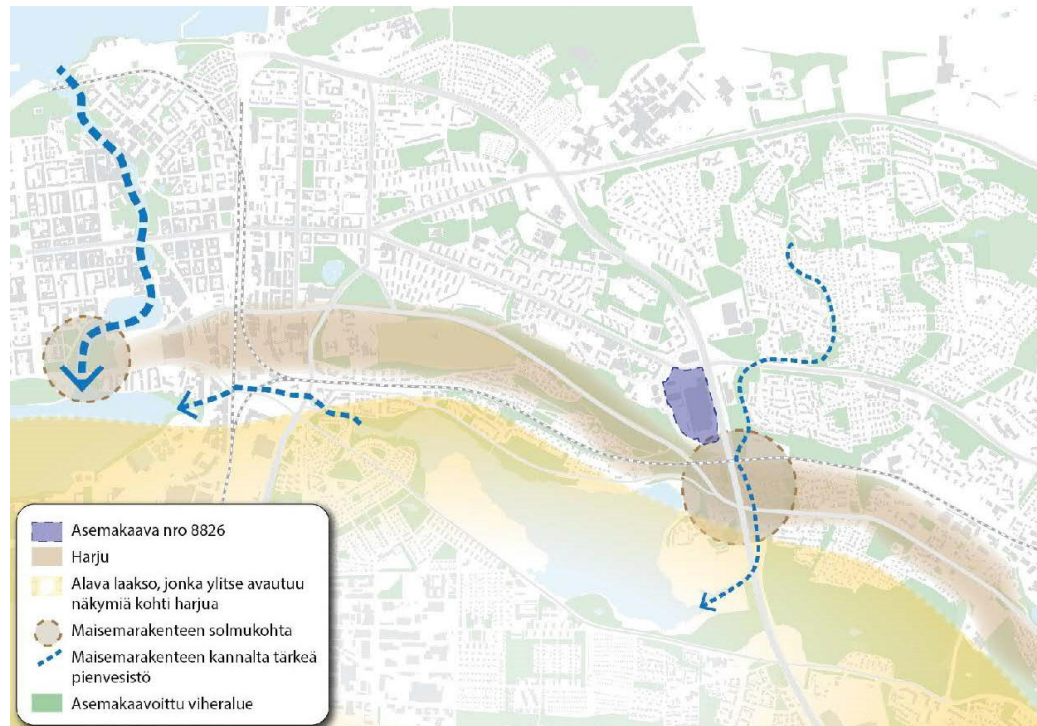 Asemakaava nro 8826
Harju
Alava laakso, jonka ylitse avautuu
näkymiä kohti harjua
Maisemarakenteen solmukohta
Maisemarakenteen kannalta tärkeä
pienvesistö
Asemakaavoittu viheralue